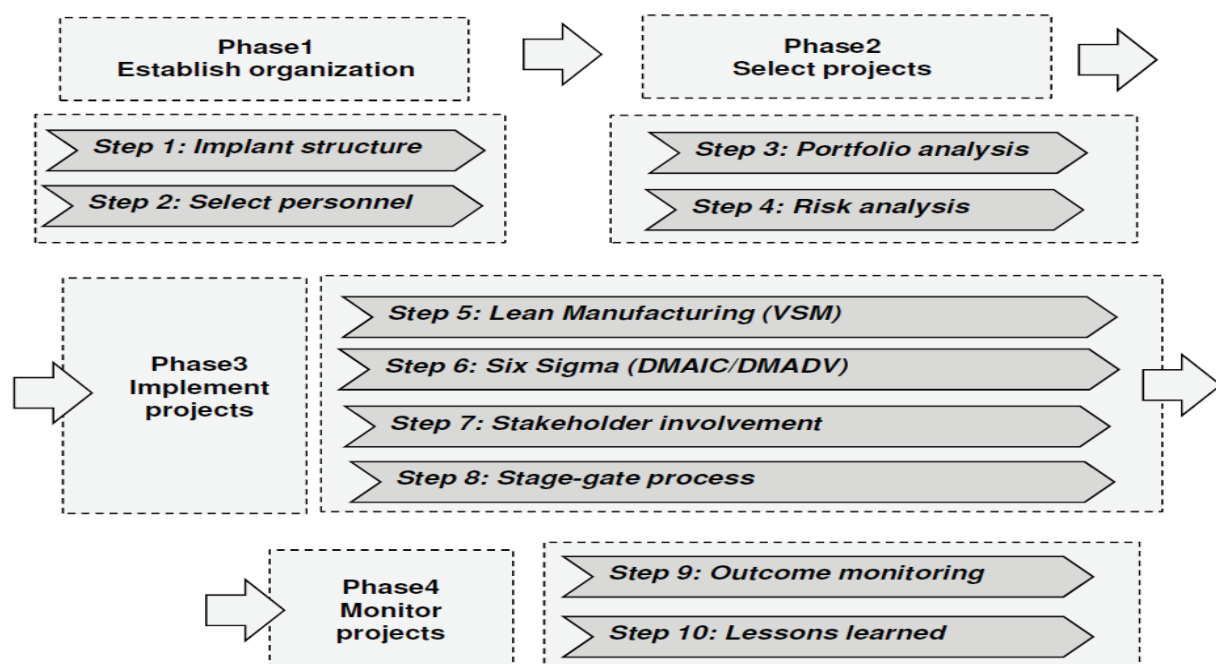 Phase1
Establish organization
Phase2
Select projects
Step 1: Implant structure
Step 2: Select personnel
Step 3: Portfolio analysis
Step 4: Risk analysis
Phase3
Implement
projects
Step 5: Lean Manufacturing (VSM)
Step 6: Six Sigma (DMAIC/DMADV)
Step 7: Stakeholder involvement
Step 8: Stage-gate process
Phase4
Monitor
projects
Step 9: Outcome monitoring
Step 10: Lessons learned